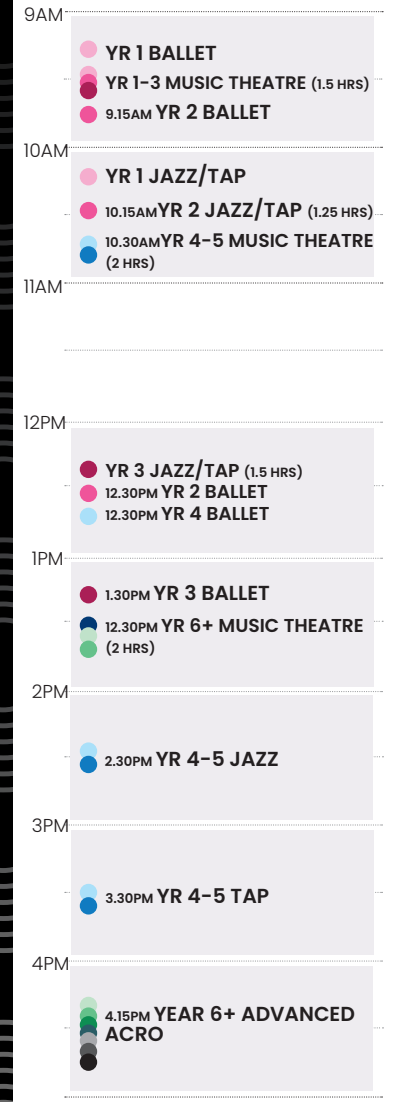 9AM
YR 1 BALLET
YR 1-3 MUSIC THEATRE (1.5 HRS)
9.15AM YR 2 BALLET
10AM
YR 1 JAZZ/TAP
10.15AM YR 2 JAZZ/TAP (1.25 HRS)
10.30AM YR 4-5 MUSIC THEATRE
(2 HRS)
11AM
12PM
YR 3 JAZZ/TAP (1.5 HRS)
12.30PM YR 2 BALLET
12.30PM YR 4 BALLET
1PM
1.30PM YR 3 BALLET
12.30PM YR 6+ MUSIC THEATRE
(2 HRS)
2PM
2.30PM YR 4-5 JAZZ
3PM
3.30PM YR 4-5 TAP
4PM
4.15PM YEAR 6+ ADVANCED
ACRO